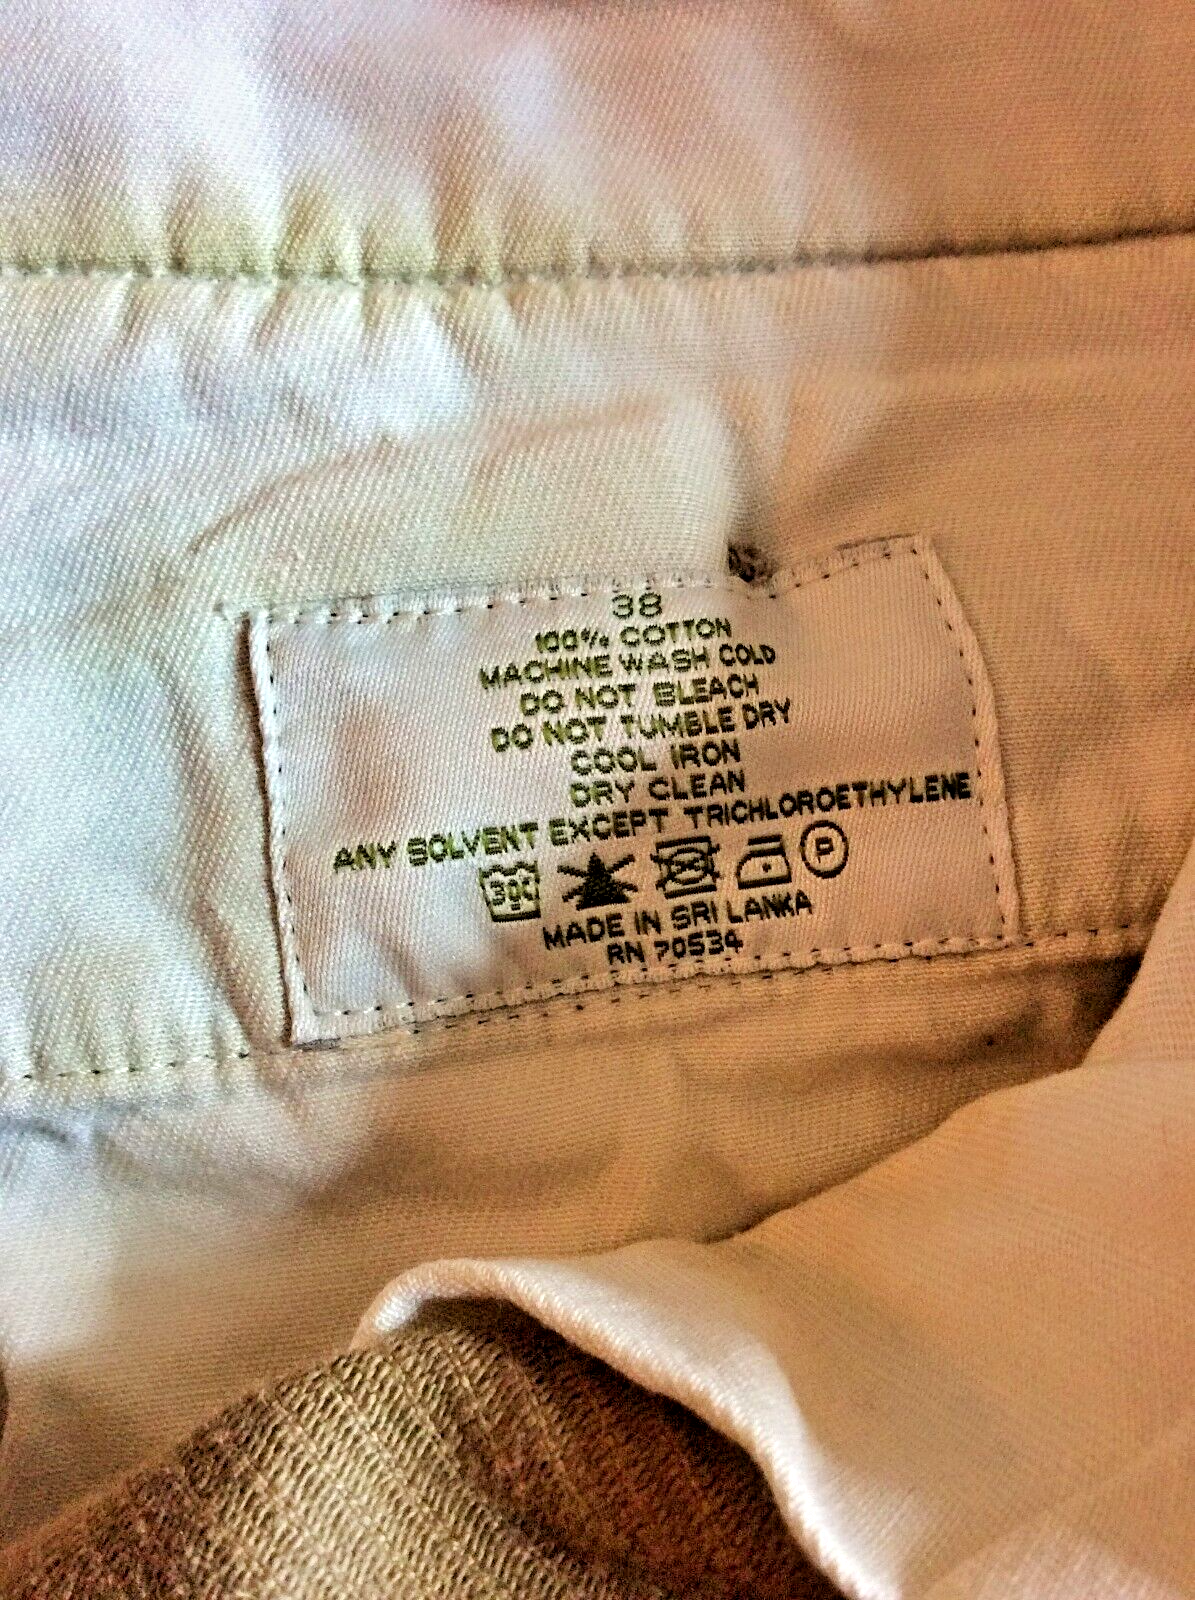 38
100% COTTON
MACHINE WASH COLD
DO NOT BLEACH
DO NOT TUMBLE DRY
COOL IRON
DRY CLEAN
ANY SOLVENT EXCEPT TRICHLOROETHYLENE
30C P
MADE IN SRI LANKA
RN 70534